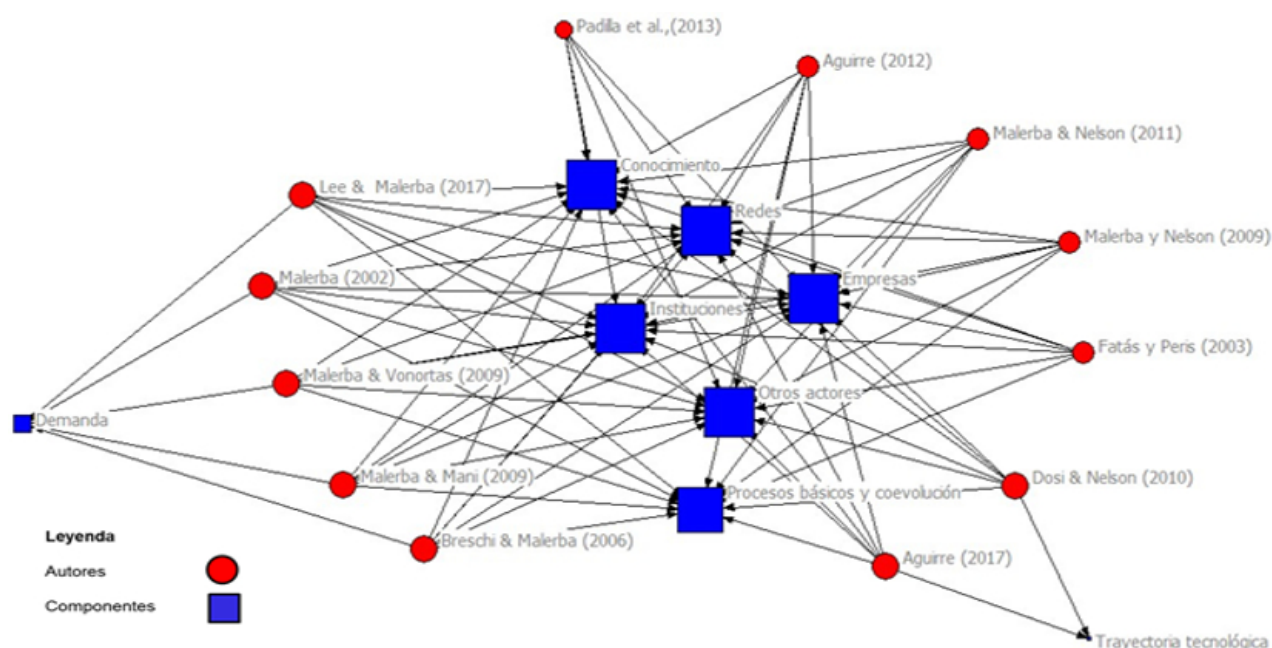 Padilla et al.,(2013)
Aguirre (2012)
Malerba & Nelson (2011)
Conocimiento
Lee & Malerba (2017)
Redes
Malerba y Nelson (2009)
Malerba (2002)
Empresas
Instituciones
Fatás y Peris (2003)
Malerba & Vonortas (2009)
Otros actores
Demanda
Malerba & Mani (2009)
Dosi & Nelson (2010)
Procesos básicos y coevolución
Breschi & Malerba (2006)
Leyenda
Aguirre (2017)
Autores
Componentes
Trayectoria tecnológica